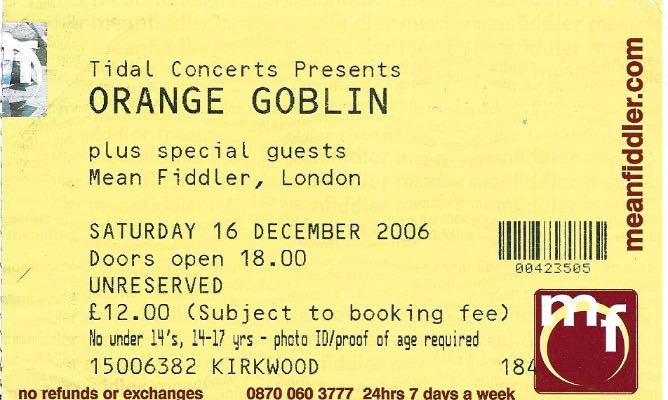 Tidal Concerts Presents
ORANGE GOBLIN
plus special guests
Mean Fiddler, London
SATURDAY 16 DECEMBER 2006
Doors open 18.00
UNRESERVED
£12.00 (Subject to booking fee)
No under 14's, 14-17 yrs - photo ID/proof of age required
15006382 KIRKWOOD 184
no refunds or exchanges 0870 060 3777 24hrs 7 days a week
00423505
mf
meanfiddler.com